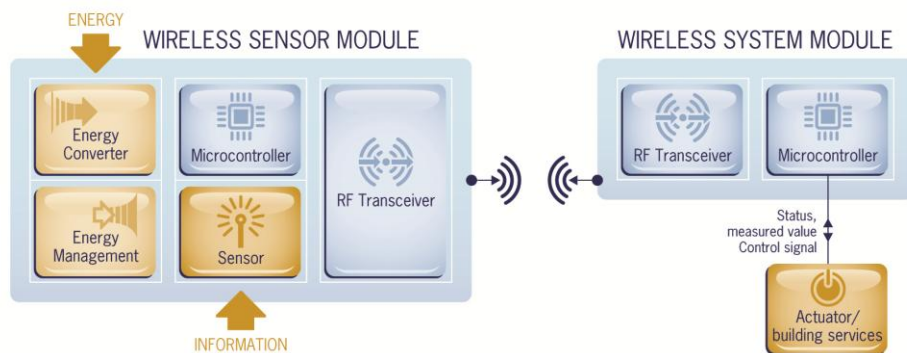 ENERGY
WIRELESS SENSOR MODULE
Energy
Converter
Microcontroller
RF Transceiver
Energy
Management
Sensor
INFORMATION
WIRELESS SYSTEM MODULE
RF Transceiver
Microcontroller
Status,
measured value
Control signal
Actuator/
building services